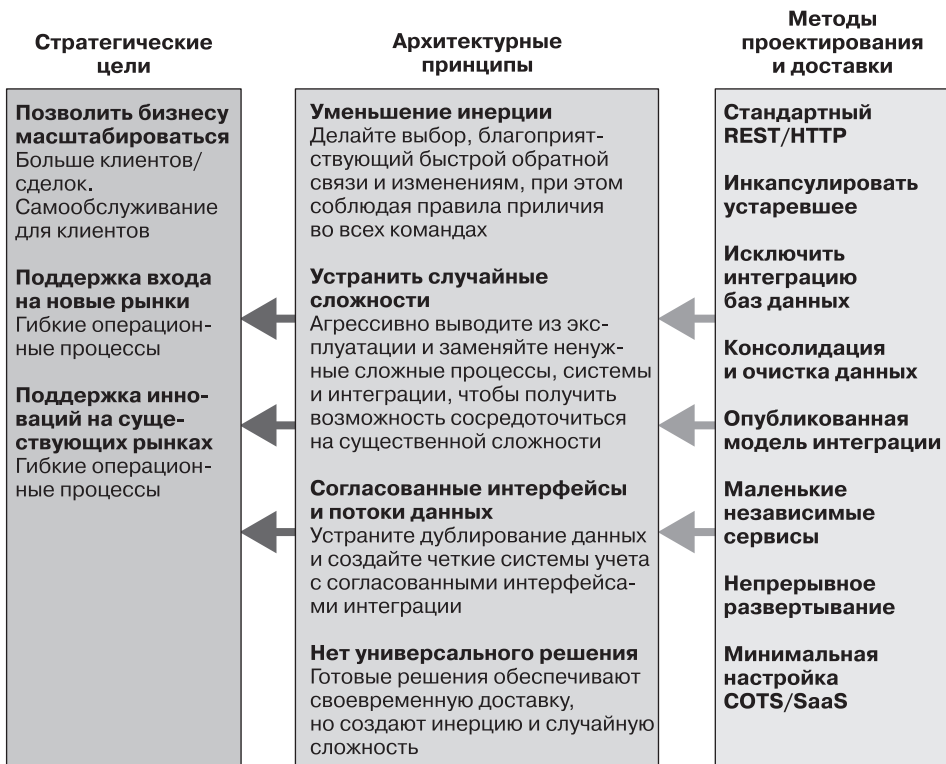 Стратегические
цели
Позволить бизнесу
масштабироваться
Больше клиентов/
сделок.
Самообслуживание
для клиентов
Поддержка входа
на новые рынки
Гибкие операцион-
ные процессы
Поддержка инно-
ваций на суще-
ствующих рынках
Гибкие операцион-
ные процессы
Архитектурные
принципы
Уменьшение инерции
Делайте выбор, благоприят-
ствующий быстрой обратной
связи и изменениям, при этом
соблюдая правила приличия
во всех командах
Устранить случайные
сложности
Агрессивно выводите из экс-
плуатации и заменяйте ненуж-
ные сложные процессы, системы
и интеграции, чтобы получить
возможность сосредоточиться
на существенной сложности
Согласованные интерфейсы
и потоки данных
Устраните дублирование данных
и создайте четкие системы учета
с согласованными интерфейса-
ми интеграции
Нет универсального решения
Готовые решения обеспечивают
своевременную доставку,
но создают инерцию и случайную
сложность
Методы
проектирования
и доставки
Стандартный
REST/HTTP
Инкапсулировать
устаревшее
Исключить
интеграцию
баз данных
Консолидация
и очистка данных
Опубликованная
модель интеграции
Маленькие
независимые
сервисы
Непрерывное
развертывание
Минимальная
настройка
COTS/SaaS